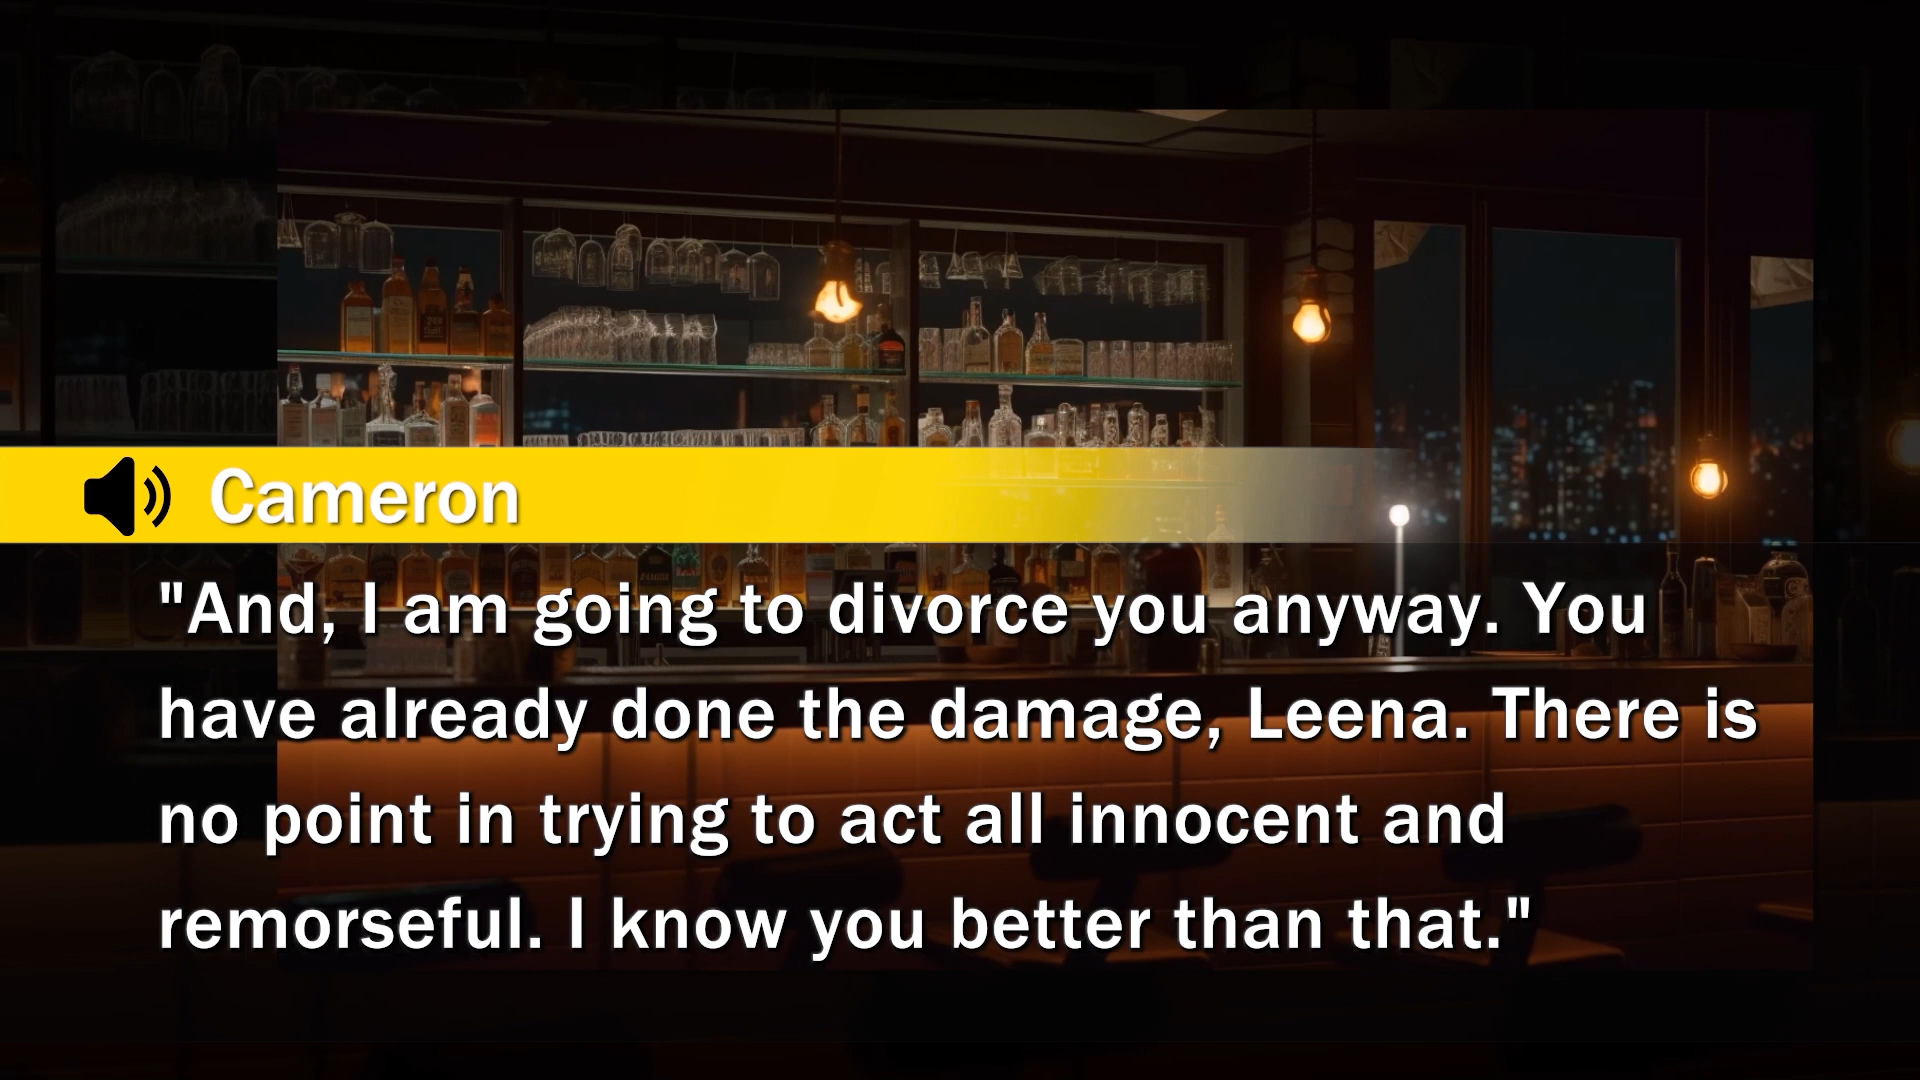 Cameron
"And, I am going to divorce you anyway. You
have already done the damage, Leena. There is
no point in trying to act all innocent and
remorseful. I know you better than that."